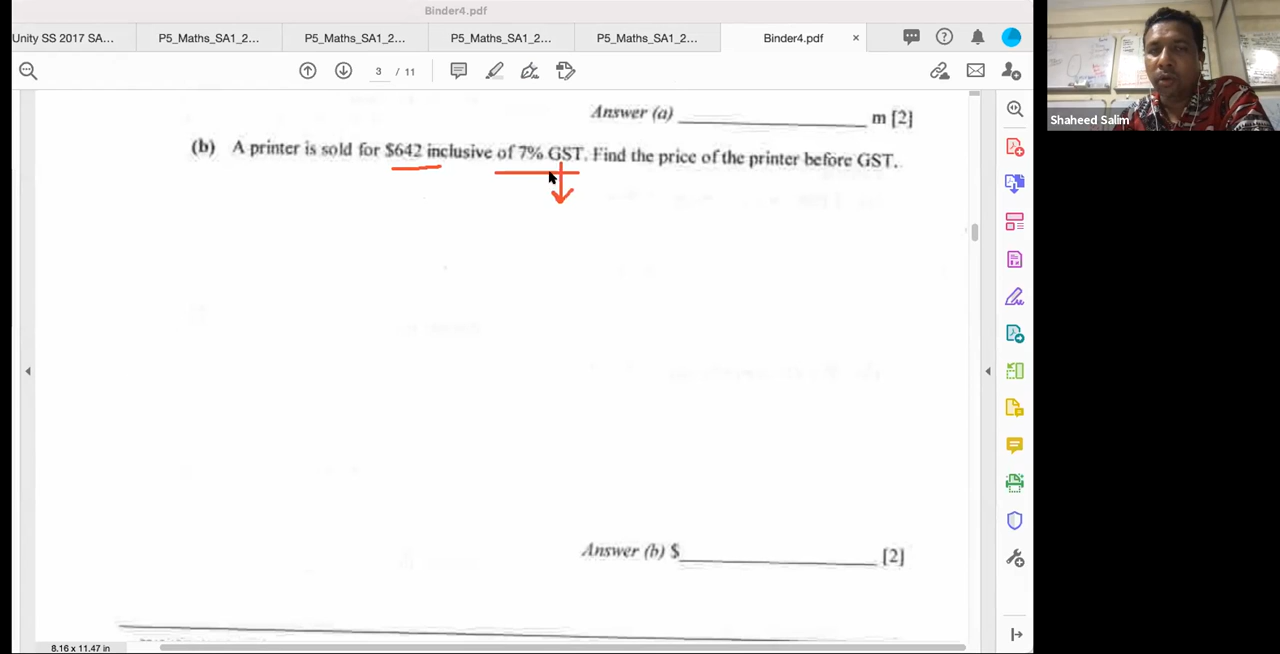 Binder4.pdf
Unity SS 2017 SA...
P5_Maths_SA1_2...
_Maths_SA1_2...
P5_Maths_SA1_2...
P5_Maths_SA1_2...
Binder4.pdf
3 / 11
Answer (a) m [2]
(b) A printer is sold for $642 inclusive of 7% GST. Find the price of the printer before GST.
Answer (b) $ [2]
8.16 x 11.47 in
Shaheed Salim